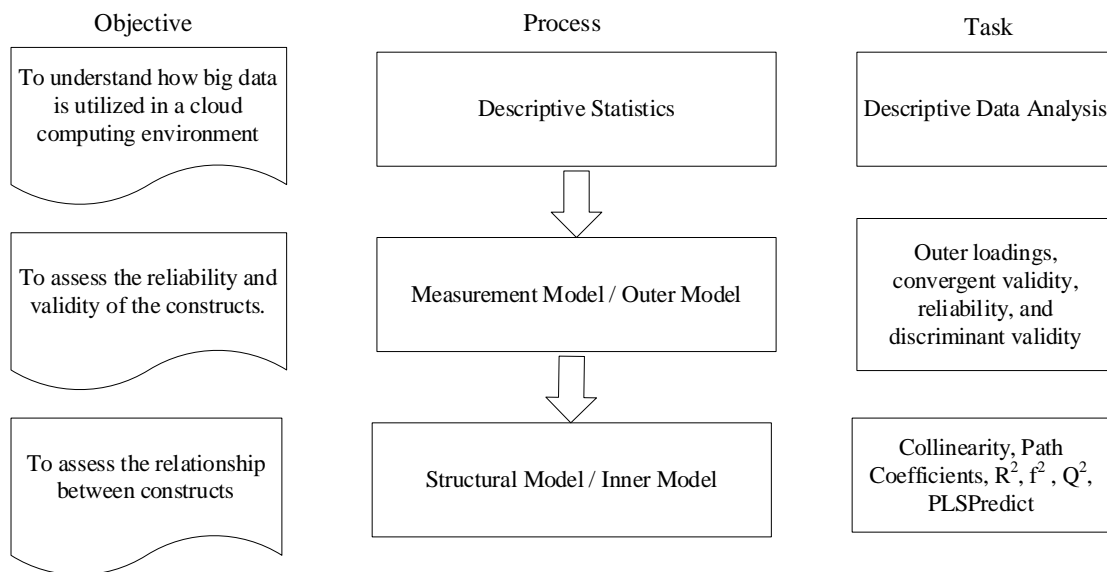 Objective
Process
Task
To understand how big data
is utilized in a cloud
computing environment
Descriptive Statistics
Descriptive Data Analysis
To assess the reliability and
validity of the constructs.
Measurement Model / Outer Model
Outer loadings,
convergent validity,
reliability, and
discriminant validity
To assess the relationship
between constructs
Structural Model / Inner Model
Collinearity, Path
Coefficients, R², f² , Q²,
PLSPredict